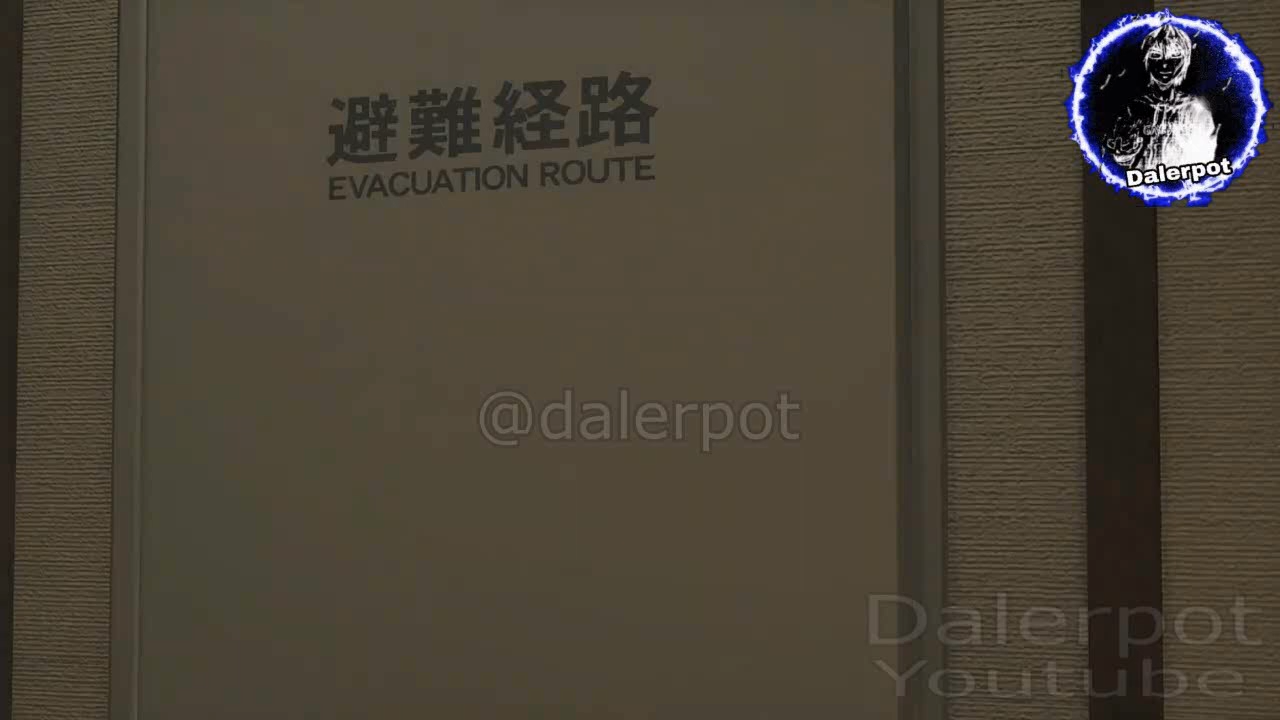 避難経路
EVACUATION ROUTE
Dalerpot
@dalerpot
Dalerpot
Youtube